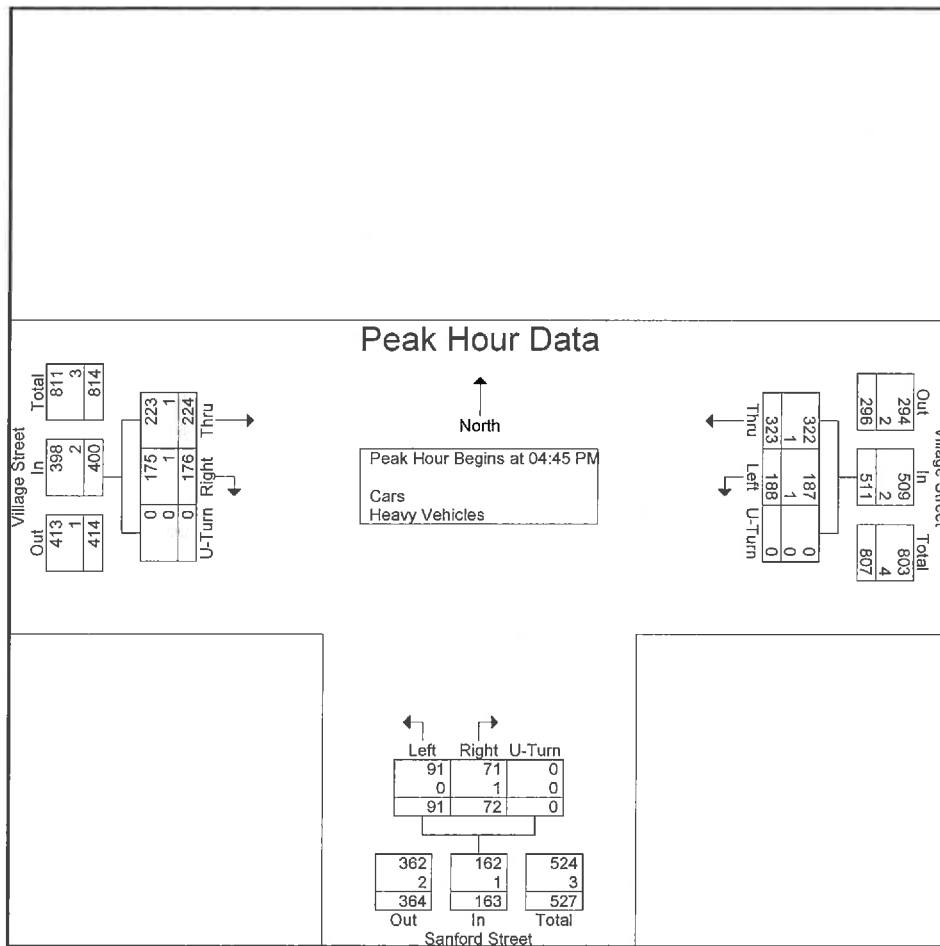 Peak Hour Data
North
Peak Hour Begins at 04:45 PM
Cars
Heavy Vehicles
Village Street
Out In Total
413 398 811
1 2 3
414 400 814
U-Turn Right Thru
0 175 223
0 1 1
0 176 224
Village Street
Out In Total
294 509 803
2 2 4
296 511 807
322 187 0
1 1 0
323 188 0
Thru Left U-Turn
Left Right U-Turn
91 71 0
0 1 0
91 72 0
362 162 524
2 1 3
364 163 527
Out In Total
Sanford Street